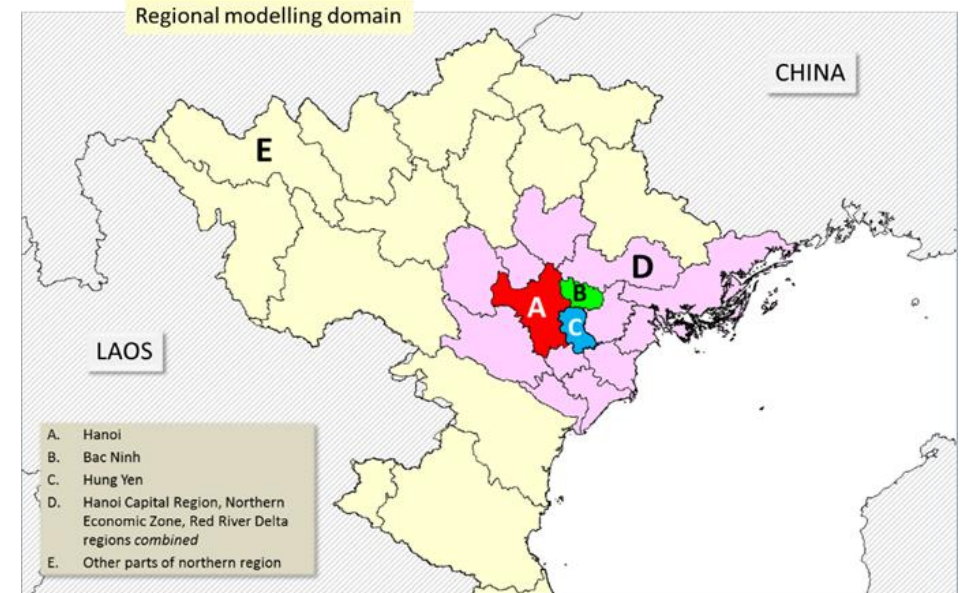 Regional modelling domain
CHINA
E
D
B
A
C
LAOS
A. Hanoi
B. Bac Ninh
C. Hung Yen
D. Hanoi Capital Region, Northern
Economic Zone, Red River Delta
regions combined
E. Other parts of northern region